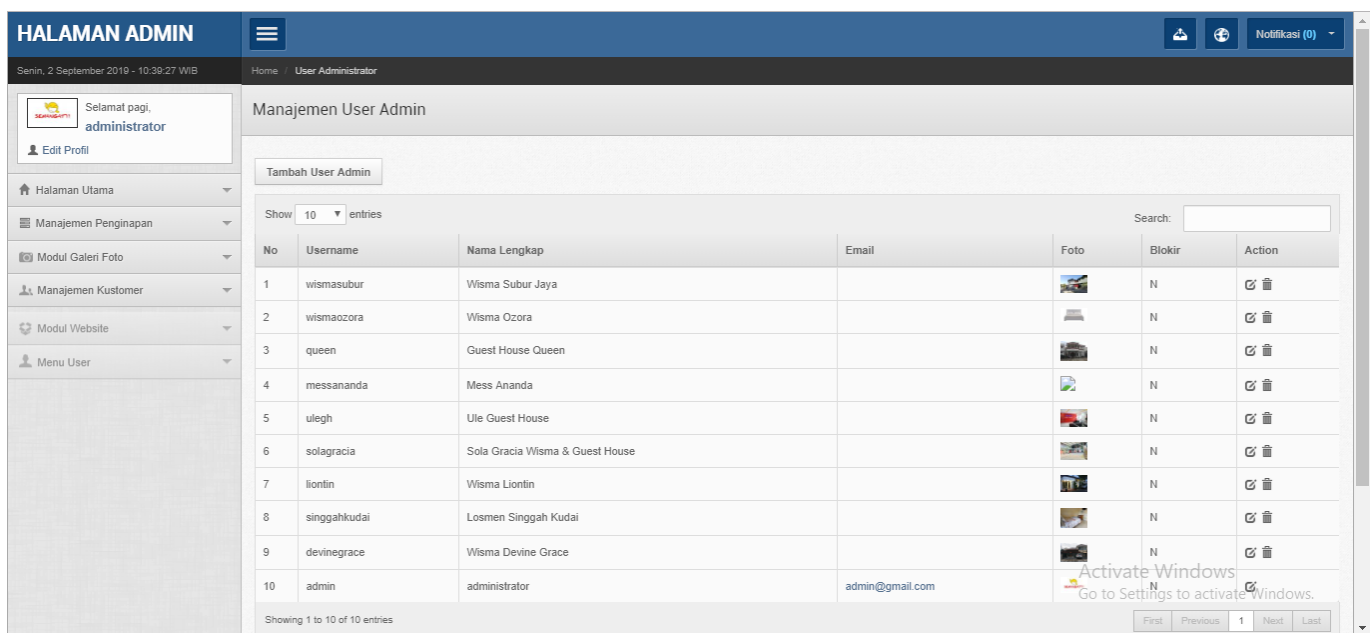 HALAMAN ADMIN
Notifikasi (0)
Senin, 2 September 2019 - 10:39:27 WIB
Home / User Administrator
Selamat pagi,
administrator
Edit Profil
Manajemen User Admin
Halaman Utama
Manajemen Penginapan
Modul Galeri Foto
Manajemen Kustomer
Modul Website
Menu User
Tambah User Admin
Show 10 entries
Search:
No Username Nama Lengkap Email Foto Blokir Action
1 wismasubur Wisma Subur Jaya N
2 wismaozora Wisma Ozora N
3 queen Guest House Queen N
4 messananda Mess Ananda N
5 ulegh Ule Guest House N
6 solagracia Sola Gracia Wisma & Guest House N
7 liontin Wisma Liontin N
8 singgahkudai Losmen Singgah Kudai N
9 devinegrace Wisma Devine Grace N
10 admin administrator admin@gmail.com N
Activate Windows
Go to Settings to activate Windows.
Showing 1 to 10 of 10 entries
First Previous 1 Next Last